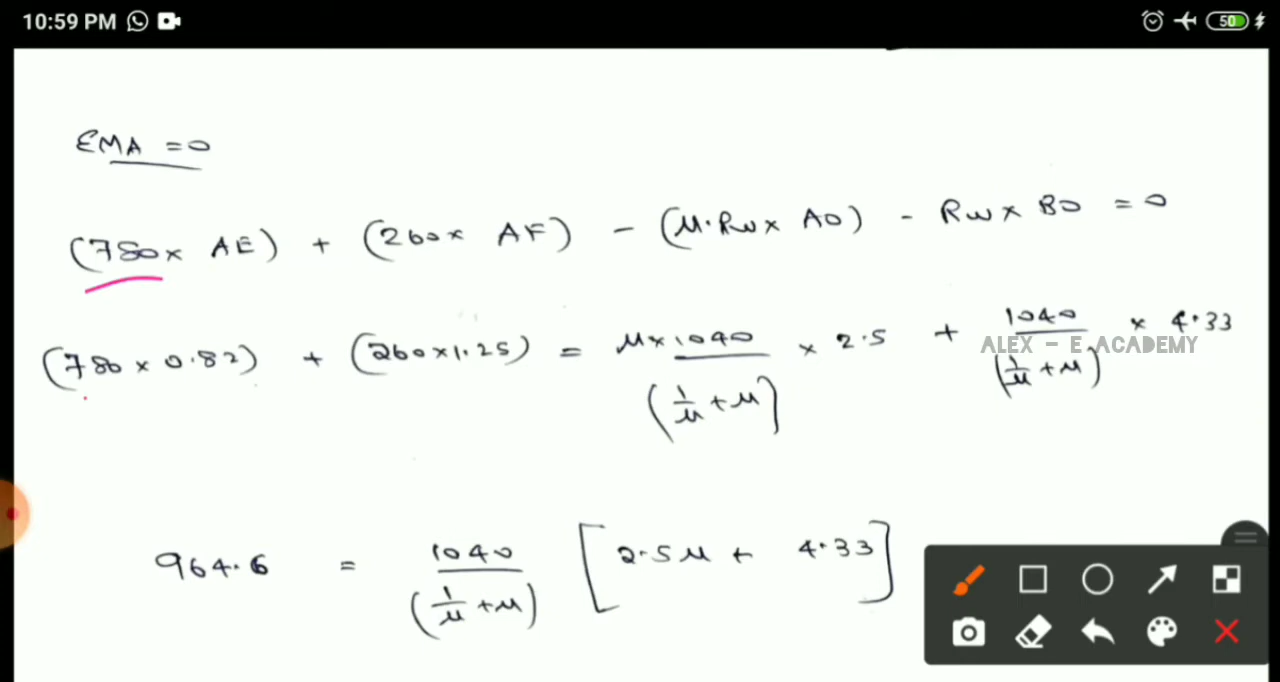 10:59 PM 50
ΣMA = 0
(780 × AE) + (260 × AF) - (μ.Rw × AD) - Rw × BD = 0
(780 × 0.82) + (260 × 1.25) = μ × 1040 / (1/μ + μ) × 2.5 + 1040 / (1/μ + μ) × 4.33
ALEX - E ACADEMY
964.6 = 1040 / (1/μ + μ) [2.5μ + 4.33]